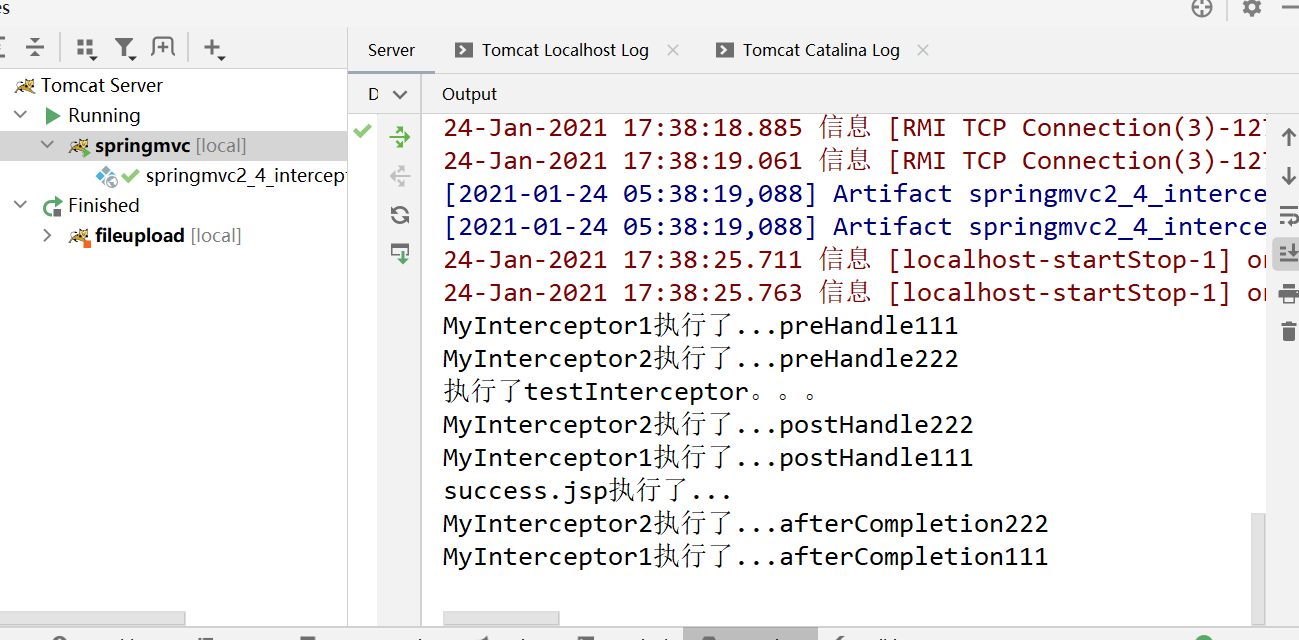 Tomcat Server
Running
springmvc [local]
springmvc2_4_intercept
Finished
fileupload [local]
Server
Tomcat Localhost Log
Tomcat Catalina Log
Output
24-Jan-2021 17:38:18.885 信息 [RMI TCP Connection(3)-127
24-Jan-2021 17:38:19.061 信息 [RMI TCP Connection(3)-127
[2021-01-24 05:38:19,088] Artifact springmvc2_4_interce
[2021-01-24 05:38:19,088] Artifact springmvc2_4_interce
24-Jan-2021 17:38:25.711 信息 [localhost-startStop-1] or
24-Jan-2021 17:38:25.763 信息 [localhost-startStop-1] or
MyInterceptor1执行了...preHandle111
MyInterceptor2执行了...preHandle222
执行了testInterceptor。。。
MyInterceptor2执行了...postHandle222
MyInterceptor1执行了...postHandle111
success.jsp执行了...
MyInterceptor2执行了...afterCompletion222
MyInterceptor1执行了...afterCompletion111